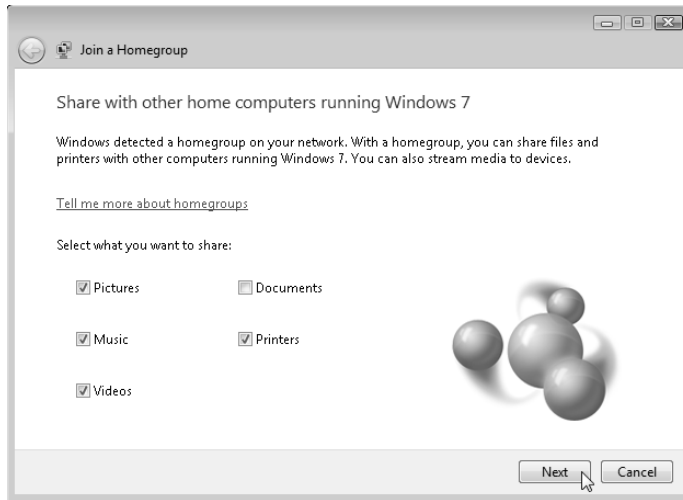 Join a Homegroup
Share with other home computers running Windows 7
Windows detected a homegroup on your network. With a homegroup, you can share files and
printers with other computers running Windows 7. You can also stream media to devices.
Tell me more about homegroups
Select what you want to share:
Pictures Documents
Music Printers
Videos
Next Cancel